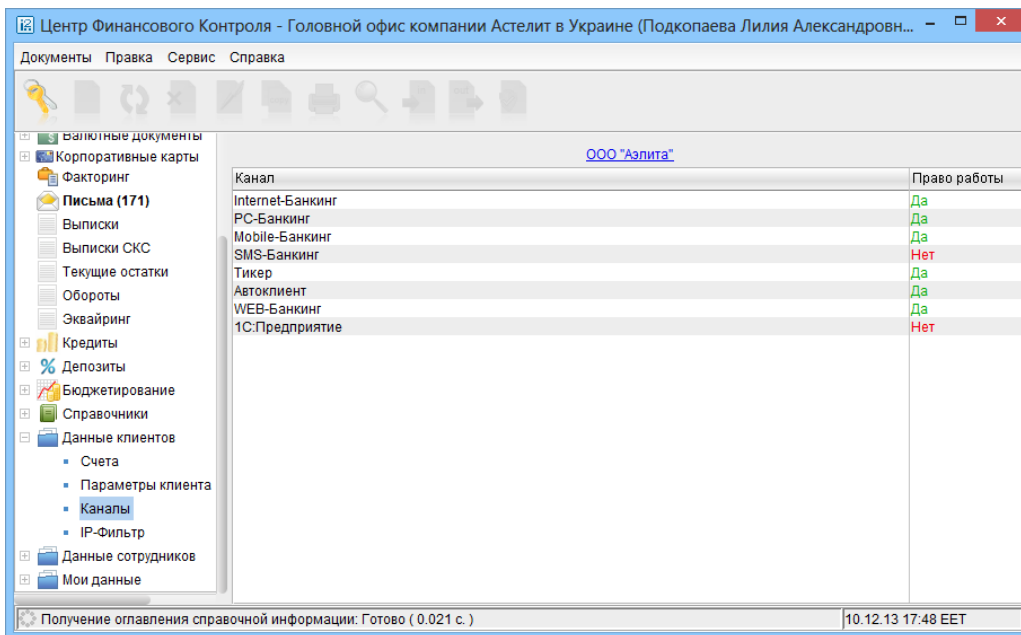 Центр Финансового Контроля - Головной офис компании Астелит в Украине (Подкопаева Лилия Александровн...
Документы Правка Сервис Справка
Валютные документы
Корпоративные карты
Факторинг
Письма (171)
Выписки
Выписки СКС
Текущие остатки
Обороты
Эквайринг
Кредиты
Депозиты
Бюджетирование
Справочники
Данные клиентов
Счета
Параметры клиента
Каналы
IP-Фильтр
Данные сотрудников
Мои данные
ООО "Аэлита"
Канал Право работы
Internet-Банкинг Да
PC-Банкинг Да
Mobile-Банкинг Да
SMS-Банкинг Нет
Тикер Да
Автоклиент Да
WEB-Банкинг Да
1С:Предприятие Нет
Получение оглавления справочной информации: Готово ( 0.021 с. ) 10.12.13 17:48 EET